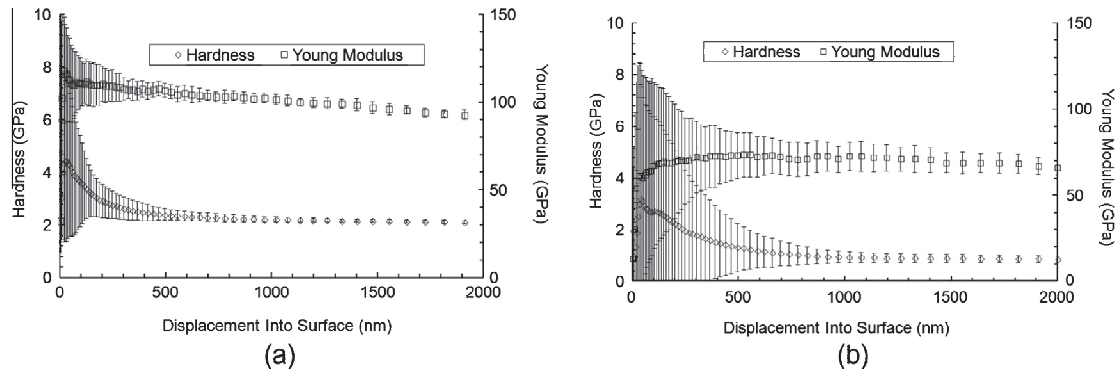 10
8
6
4
2
0
Hardness (GPa)
Hardness
Young Modulus
150
100
50
0
Young Modulus (GPa)
0
500
1000
1500
2000
Displacement Into Surface (nm)
(a)
10
8
6
4
2
0
Hardness (GPa)
Hardness
Young Modulus
150
100
50
0
Young Modulus (GPa)
0
500
1000
1500
2000
Displacement Into Surface (nm)
(b)